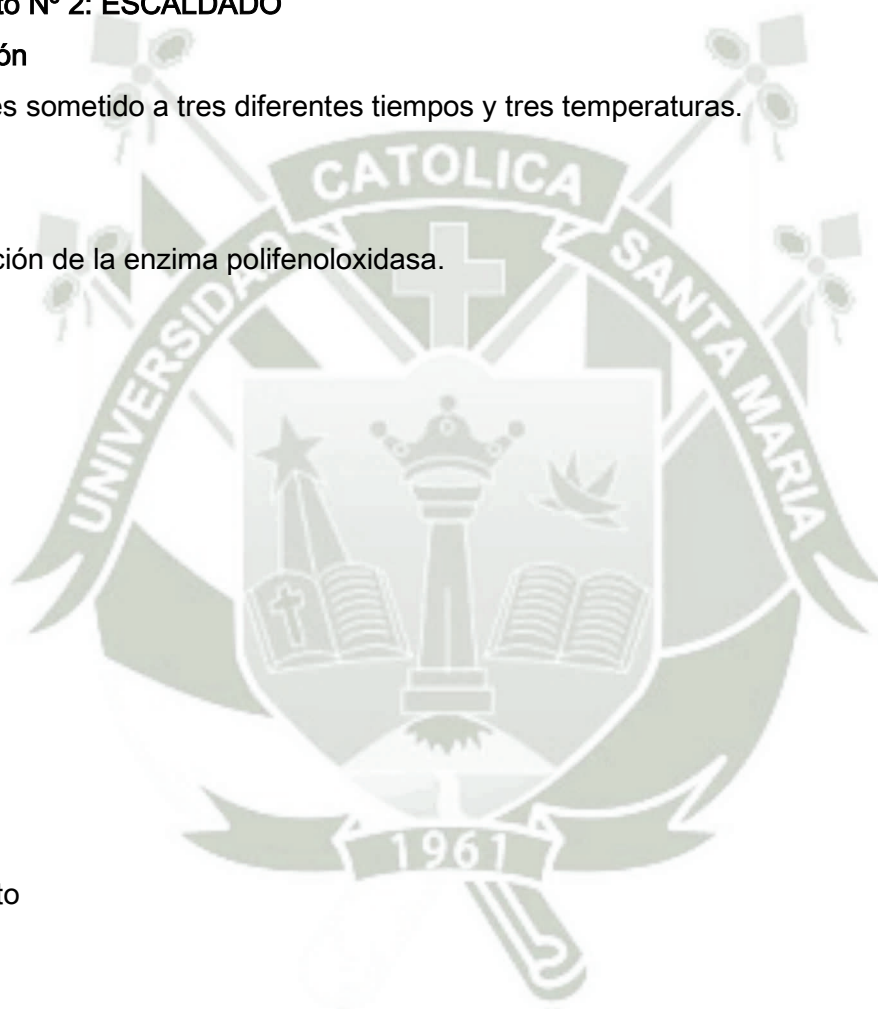 to Nº 2: ESCALDADO
ón
es sometido a tres diferentes tiempos y tres temperaturas.
CATOLICA
UNIVERSIDAD
SANTA MARIA
ción de la enzima polifenoloxidasa.
1961
to